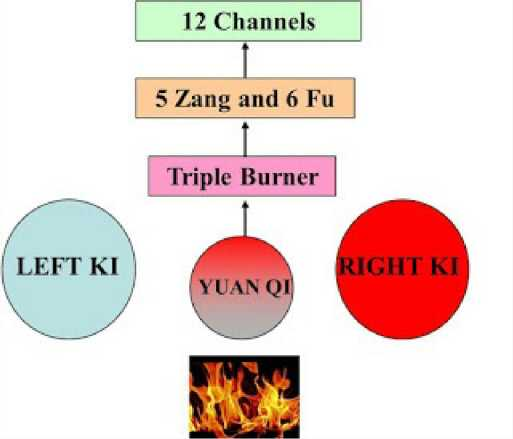 12 Channels
5 Zang and 6 Fu
Triple Burner
LEFT KI
YUAN QI
RIGHT KI